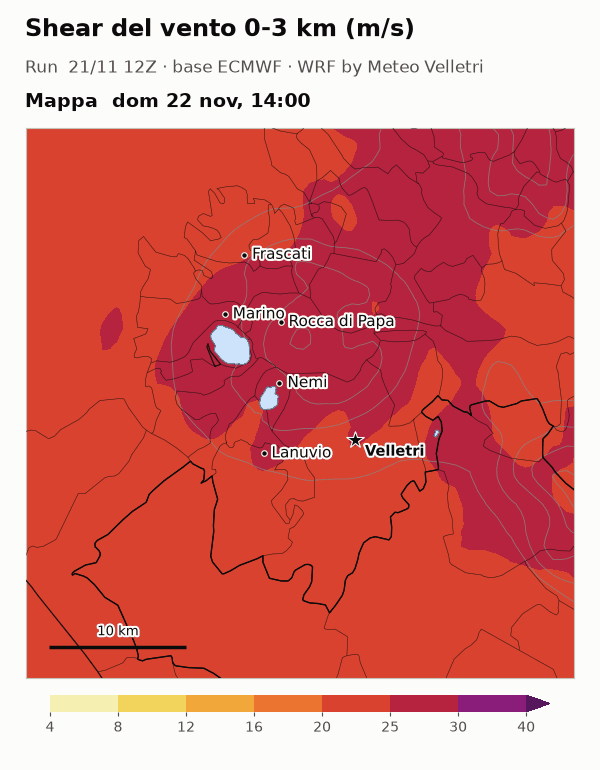 Shear del vento 0-3 km (m/s)
Run  21/11 12Z · base ECMWF · WRF by Meteo Velletri
Mappa  dom 22 nov, 14:00
Frascati
Marino
Rocca di Papa
Nemi
Velletri
Lanuvio
10 km
4 8 12 16 20 25 30 40